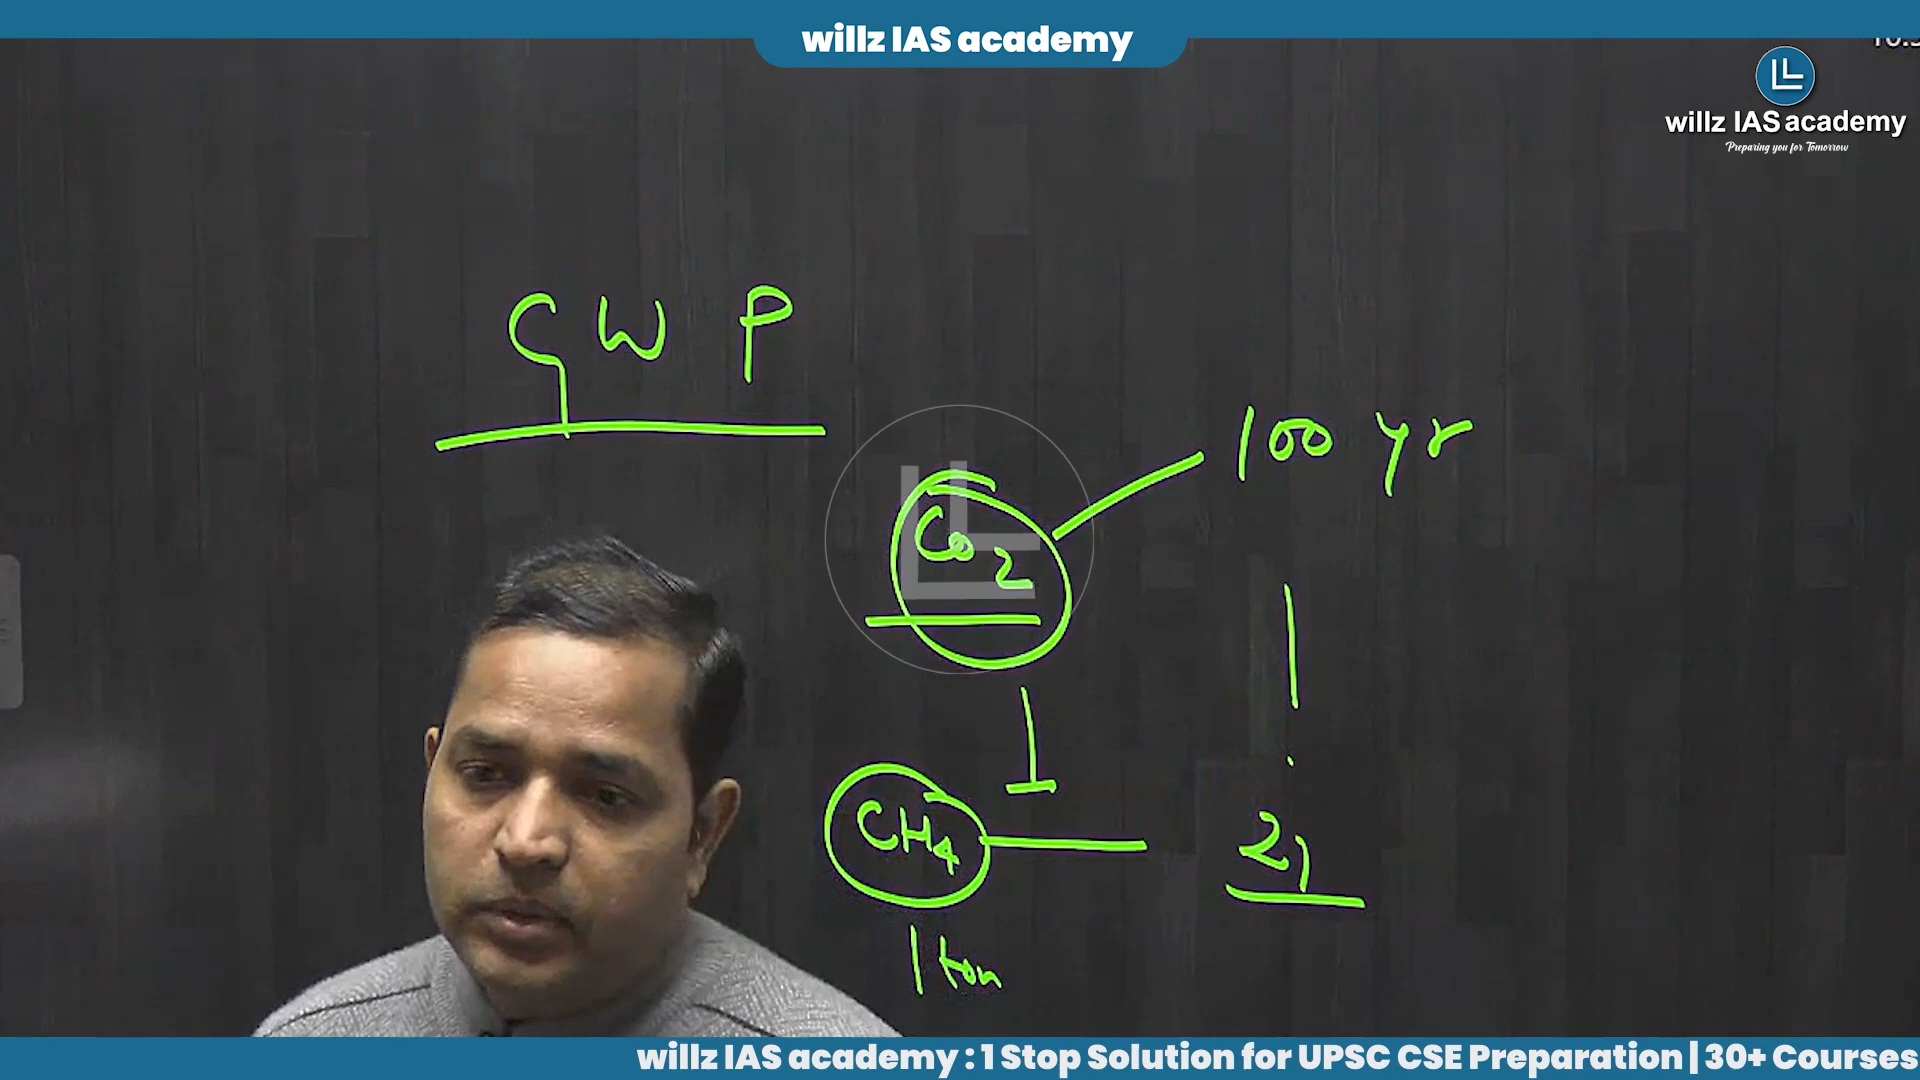 willz IAS academy
10:
willz IAS academy
Preparing you for Tomorrow
G W P
100 yr
CO2
1
1
CH4
21
1 ton
willz IAS academy : 1 Stop Solution for UPSC CSE Preparation | 30+ Courses